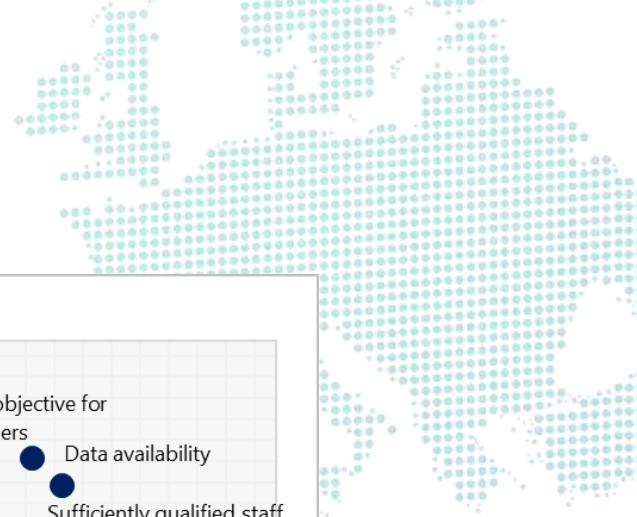 objective for
ers
Data availability
Sufficiently qualified staff